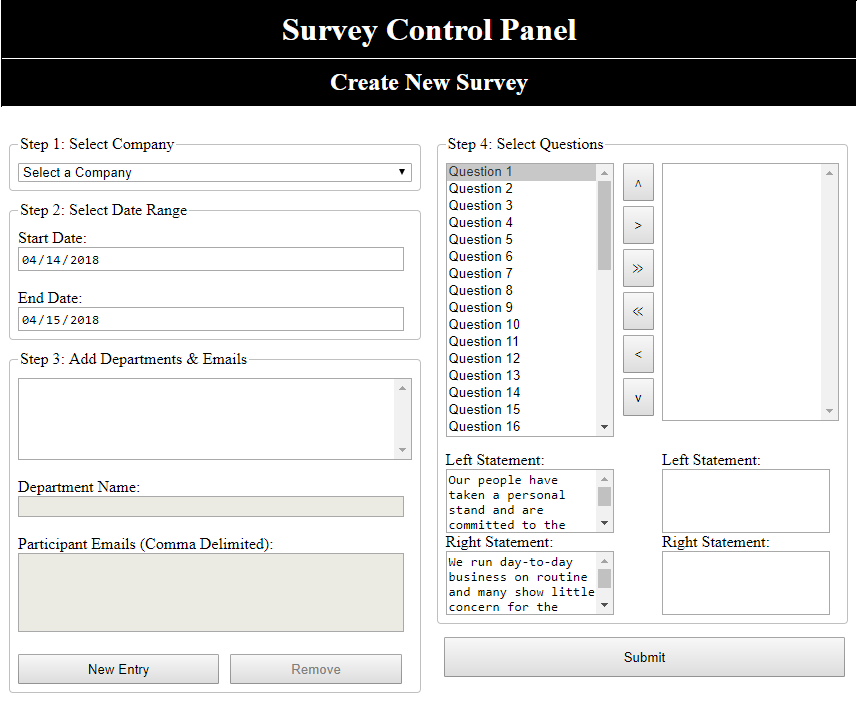 Survey Control Panel
Create New Survey
Step 1: Select Company
Select a Company
Step 2: Select Date Range
Start Date:
04/14/2018
End Date:
04/15/2018
Step 3: Add Departments & Emails
Department Name:
Participant Emails (Comma Delimited):
New Entry
Remove
Step 4: Select Questions
Question 1
Question 2
Question 3
Question 4
Question 5
Question 6
Question 7
Question 8
Question 9
Question 10
Question 11
Question 12
Question 13
Question 14
Question 15
Question 16
^
>
>>
<<
<
v
Left Statement:
Our people have
taken a personal
stand and are
committed to the
Right Statement:
We run day-to-day
business on routine
and many show little
concern for the
Left Statement:
Right Statement:
Submit